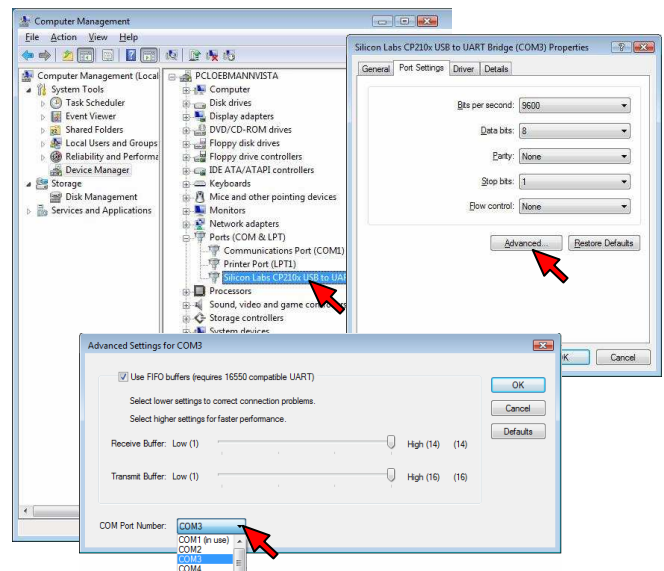 Computer Management
File Action View Help
Computer Management (Local
System Tools
Task Scheduler
Event Viewer
Shared Folders
Local Users and Groups
Reliability and Performa
Device Manager
Storage
Disk Management
Services and Applications
PCLOEBMANNVISTA
Computer
Disk drives
Display adapters
DVD/CD-ROM drives
Floppy disk drives
Floppy drive controllers
IDE ATA/ATAPI controllers
Keyboards
Mice and other pointing devices
Monitors
Network adapters
Ports (COM & LPT)
Communications Port (COM1)
Printer Port (LPT1)
Silicon Labs CP210x USB to UAR
Processors
Sound, video and game controllers
Storage controllers
System devices
Silicon Labs CP210x USB to UART Bridge (COM3) Properties
General Port Settings Driver Details
Bits per second: 9600
Data bits: 8
Parity: None
Stop bits: 1
Flow control: None
Advanced... Restore Defaults
Cancel
Advanced Settings for COM3
Use FIFO buffers (requires 16550 compatible UART)
Select lower settings to correct connection problems.
Select higher settings for faster performance.
Receive Buffer: Low (1) High (14) (14)
Transmit Buffer: Low (1) High (16) (16)
OK
Cancel
Defaults
COM Port Number: COM3
COM1 (in use)
COM2
COM3
COM4